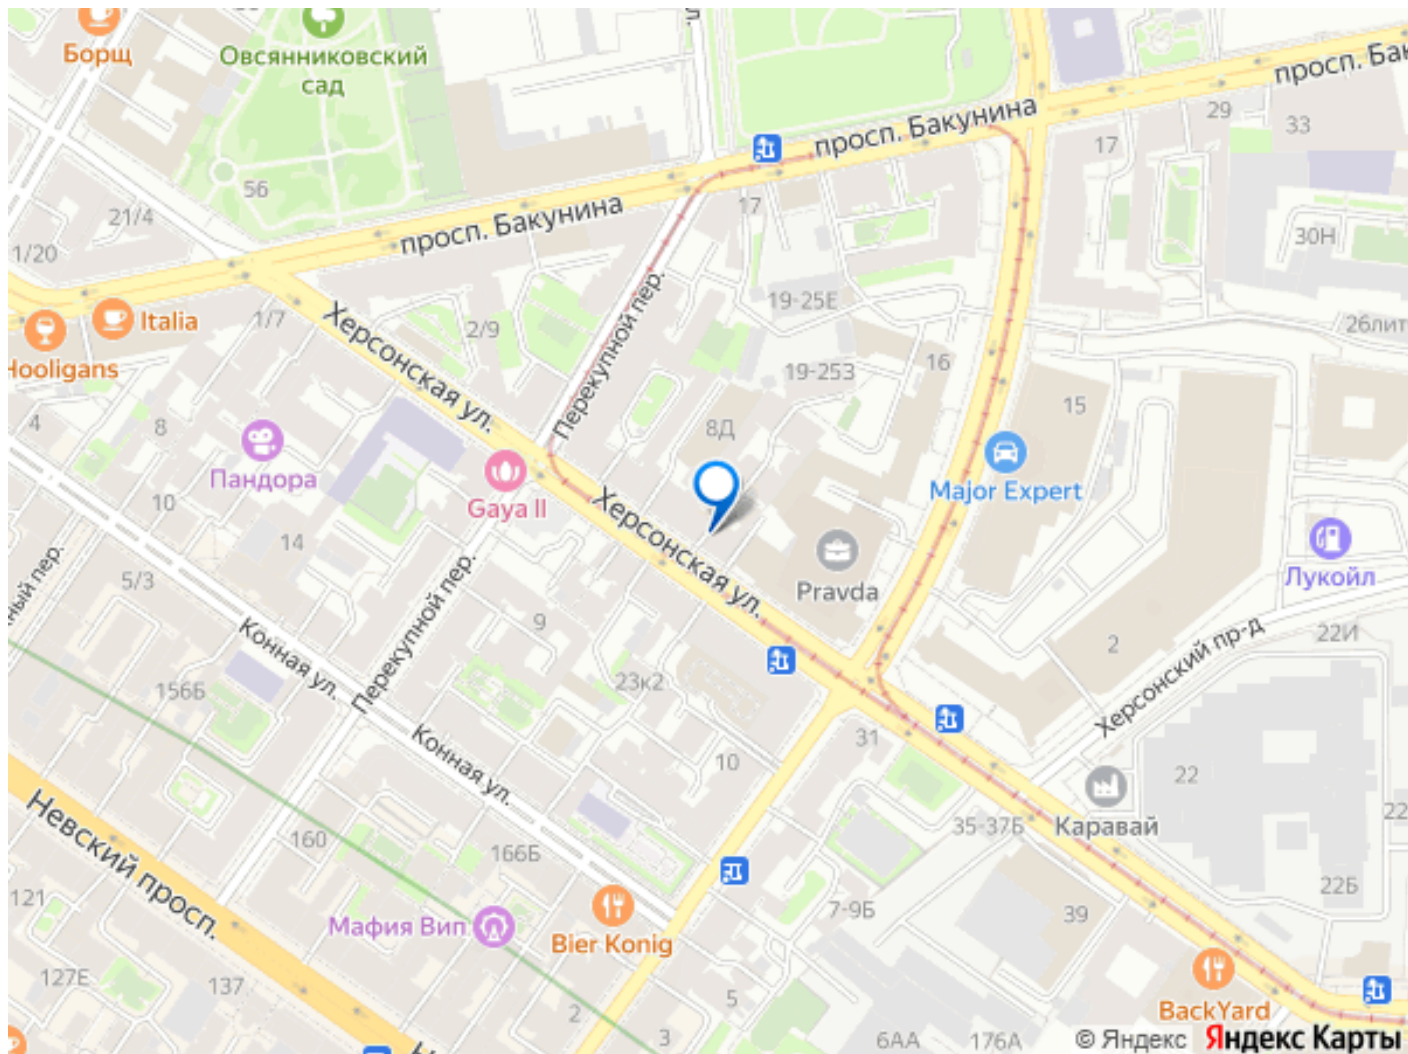 Борщ
Овсянниковский
сад
просп. Бакунина
просп. Бак
29
33
17
56
21/4
1/20
просп. Бакунина
17
30Н
Italia
Hooligans
1/7
Херсонская ул.
2/9
Перекупной пер.
19-25Е
19-253
16
26лит
15
4
8
Пандора
10
8Д
Gaya II
Major Expert
14
5/3
Херсонская ул.
Pravda
Лукойл
ный пер.
Конная ул.
Перекупной пер.
9
156Б
23к2
2
Херсонский пр-д
22И
Конная ул.
10
31
22
22
Невский просп.
160
166Б
35-37Б
Каравай
121
Мафия Вип
Bier Konig
7-9Б
39
22Б
127Е
137
5
2
3
BackYard
6АА
176А
© Яндекс
Яндекс Карты